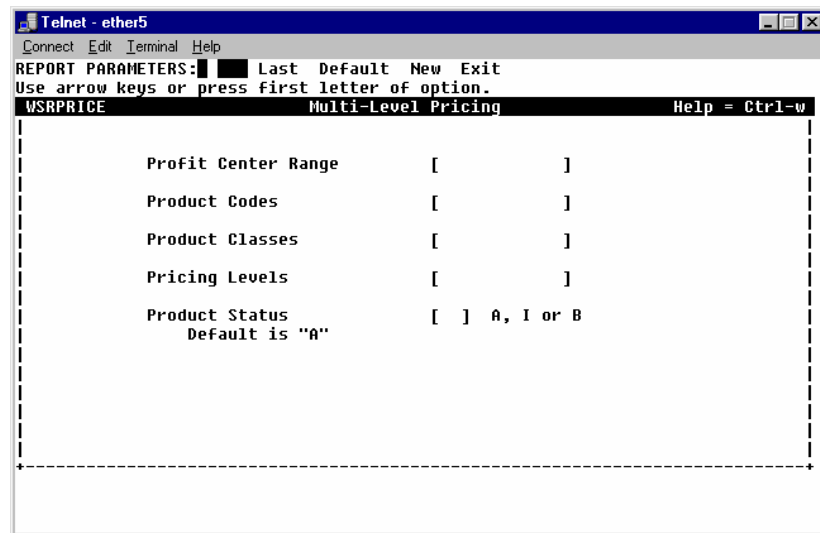 Telnet - ether5
Connect Edit Terminal Help
REPORT PARAMETERS: Last Default New Exit
Use arrow keys or press first letter of option.
WSRPRICE Multi-Level Pricing Help = Ctrl-w
Profit Center Range [ ]
Product Codes [ ]
Product Classes [ ]
Pricing Levels [ ]
Product Status [ ] A, I or B
Default is "A"